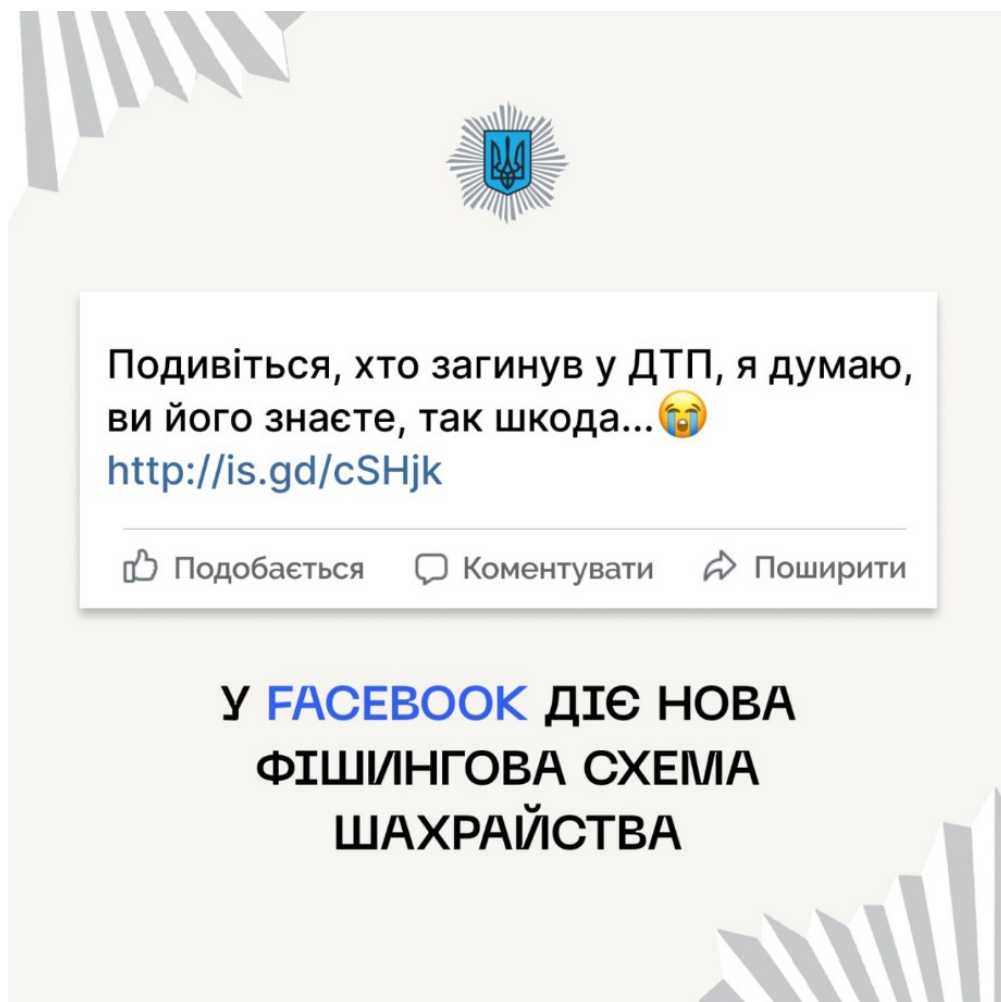 Подивіться, хто загинув у ДТП, я думаю,
ви його знаєте, так шкода...😭
http://is.gd/cSHjk
Подобається Коментувати Поширити
У FACEBOOK ДІЄ НОВА
ФІШИНГОВА СХЕМА
ШАХРАЙСТВА